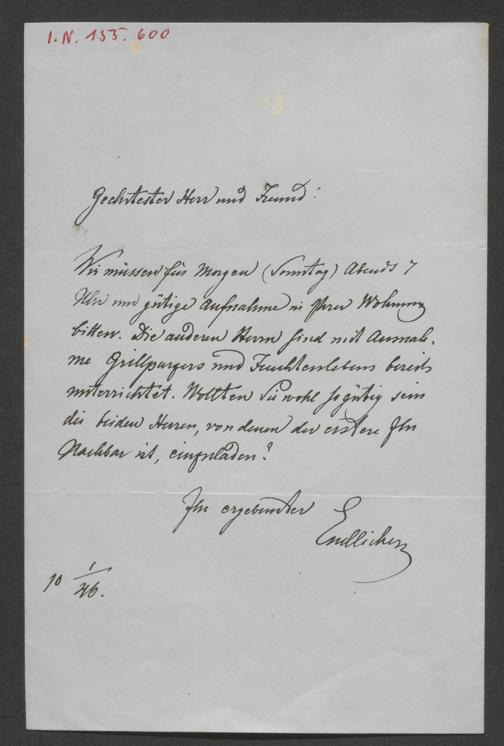 I.N. 155.600
Geehrtester Herr und Freund!
Wir müssen für Morgen (Sonntag) Abends 7
Uhr um gütige Aufnahme in Ihrer Wohnung
bitten. Die anderen Herrn sind mit Ausnah-
me Grillparzers und Feuchterslebens bereits
unterrichtet. Wollten Sie wohl so gütig sein
die beiden Herren, von denen der erstere Ihr
Nachbar ist, einzuladen?
Ihr ergebenster
Endlicher
10 1/46.